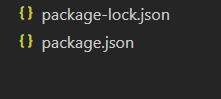 { } package-lock.json
{ } package.json